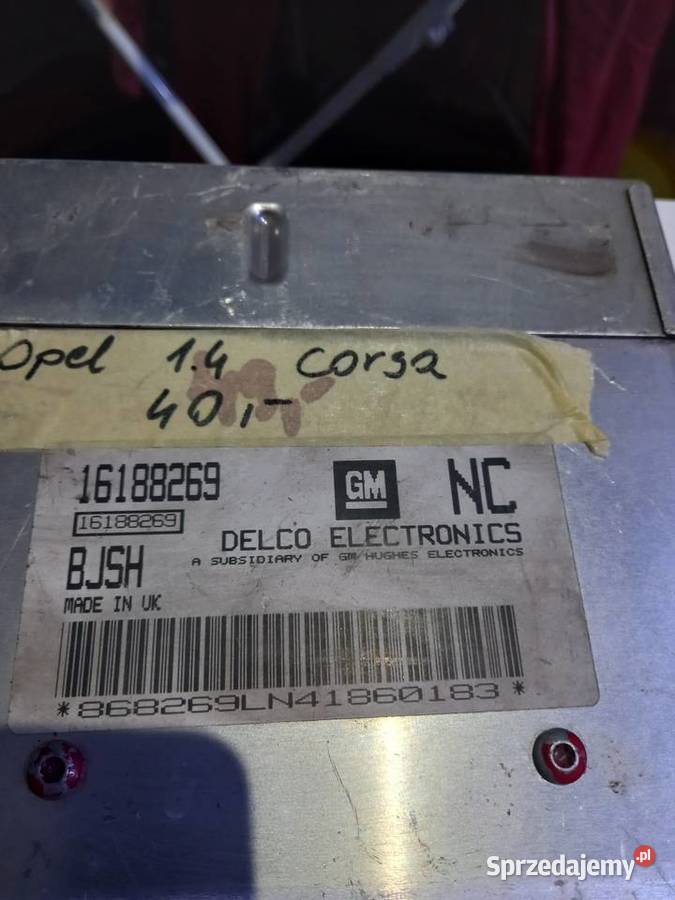 Opel 1.4 corsa
40,-
16188269
GM
NC
16188269
DELCO ELECTRONICS
A SUBSIDIARY OF GM HUGHES ELECTRONICS
BJSH
MADE IN UK
*868269LN41860183*
Sprzedajemy.pl